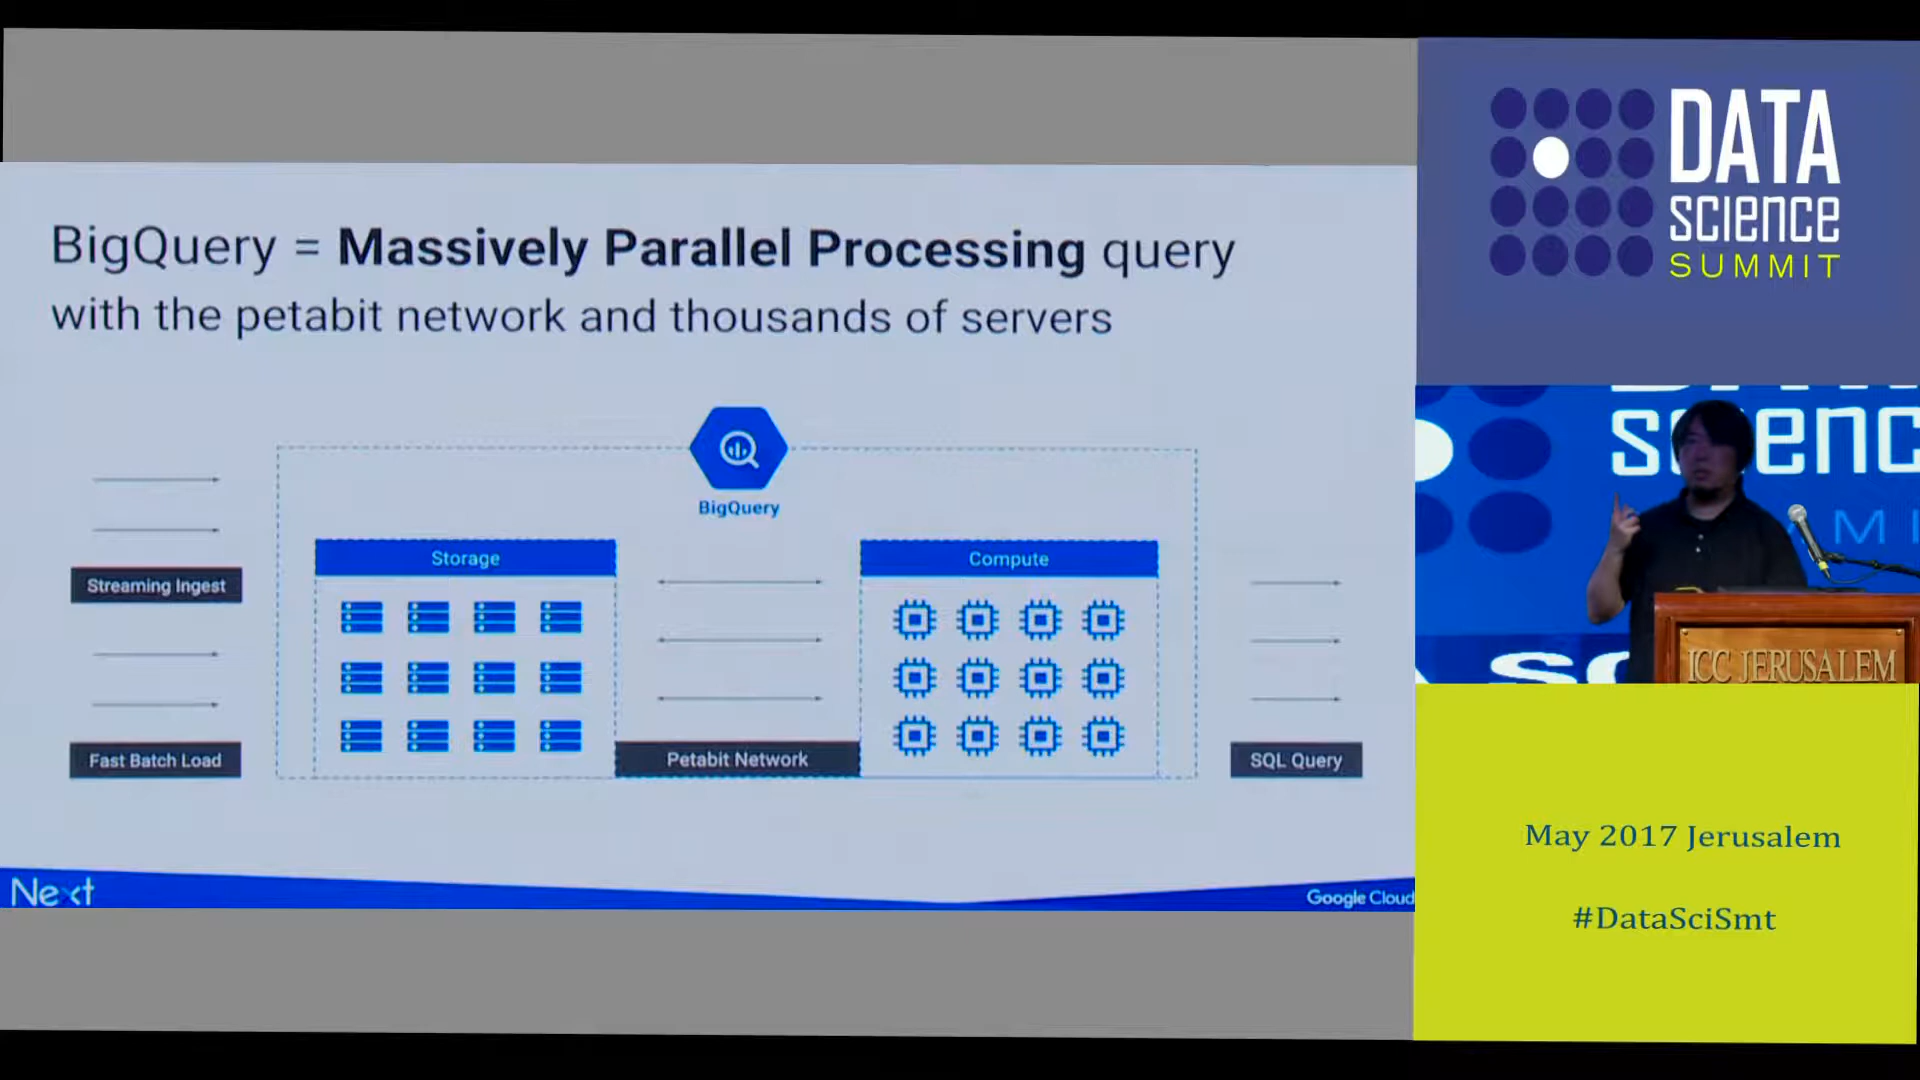 BigQuery = Massively Parallel Processing query
with the petabit network and thousands of servers
BigQuery
Storage
Compute
Streaming Ingest
Fast Batch Load
Petabit Network
SQL Query
Next
Google Cloud
DATA
science
SUMMIT
science
ICC JERUSALEM
May 2017 Jerusalem
#DataSciSmt